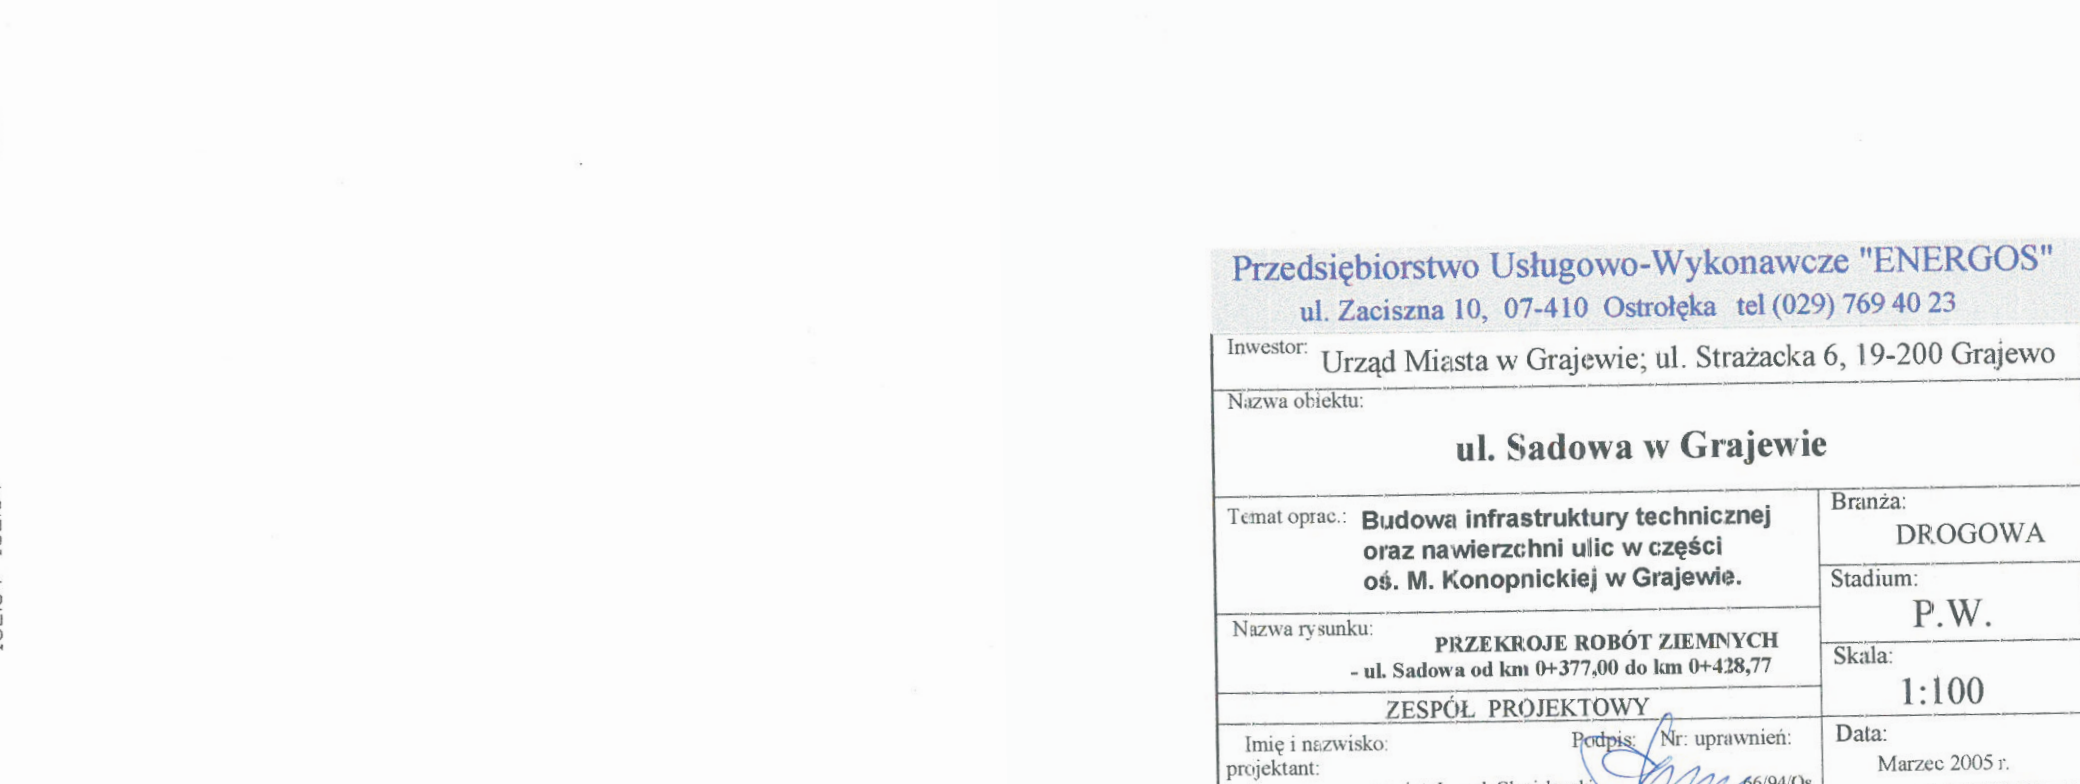 Przedsiębiorstwo Usługowo-Wykonawcze "ENERGOS"
ul. Zaciszna 10, 07-410 Ostrołęka tel (029) 769 40 23
Inwestor: Urząd Miasta w Grajewie; ul. Strażacka 6, 19-200 Grajewo
Nazwa obiektu:
ul. Sadowa w Grajewie
Temat oprac.: Budowa infrastruktury technicznej
oraz nawierzchni ulic w części
oś. M. Konopnickiej w Grajewie.
Branża:
DROGOWA
Stadium:
P.W.
Nazwa rysunku:
PRZEKROJE ROBÓT ZIEMNYCH
- ul. Sadowa od km 0+377,00 do km 0+428,77
Skala:
1:100
ZESPÓŁ PROJEKTOWY
Imię i nazwisko: Podpis: Nr: uprawnień:
projektant:
66/94/Os
Data:
Marzec 2005 r.